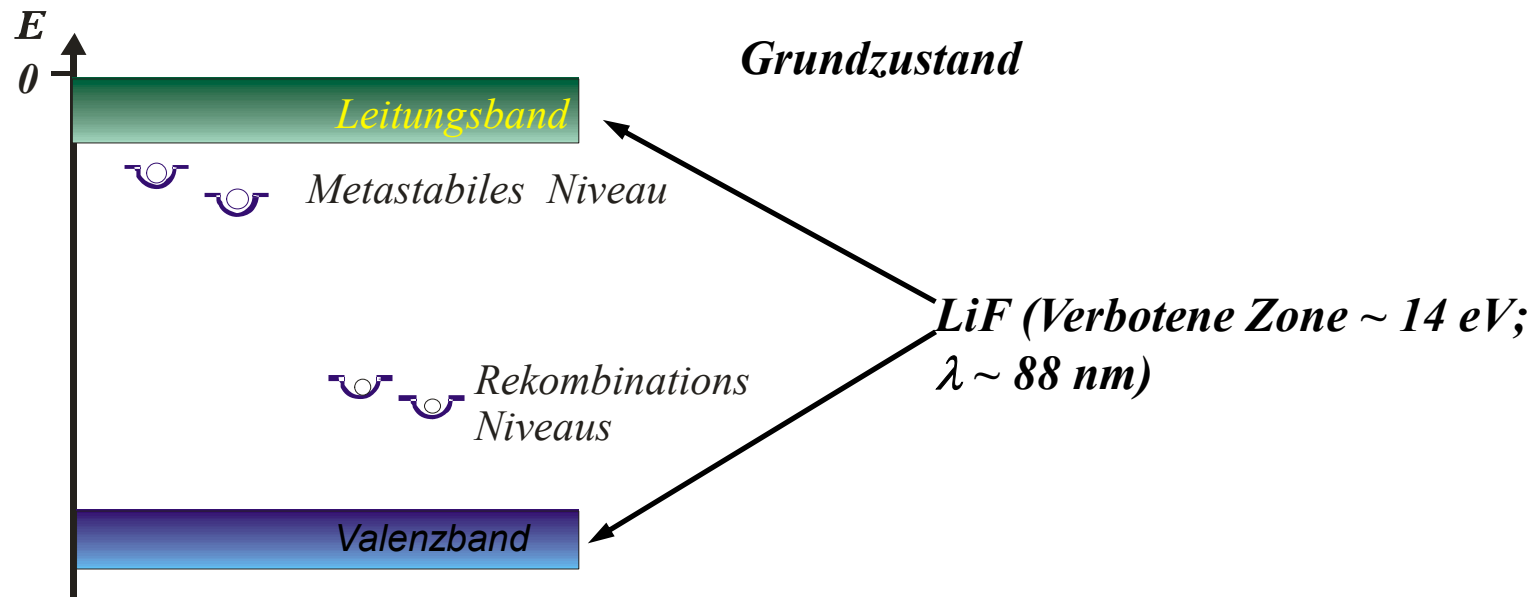 E
0
Grundzustand
Leitungsband
Metastabiles Niveau
LiF (Verbotene Zone ~ 14 eV;
λ ~ 88 nm)
Rekombinations
Niveaus
Valenzband